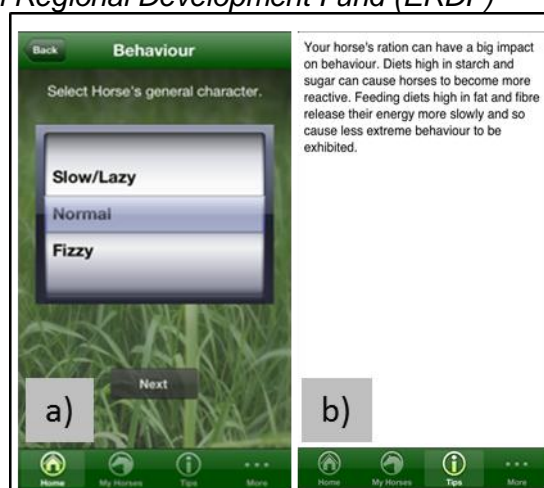 Regional Development Fund (ERDF)
Back
Behaviour
Select Horse's general character.
Slow/Lazy
Normal
Fizzy
Next
a)
Home
My Horses
Tips
More
Your horse's ration can have a big impact
on behaviour. Diets high in starch and
sugar can cause horses to become more
reactive. Feeding diets high in fat and fibre
release their energy more slowly and so
cause less extreme behaviour to be
exhibited.
b)
Home
My Horses
Tips
More